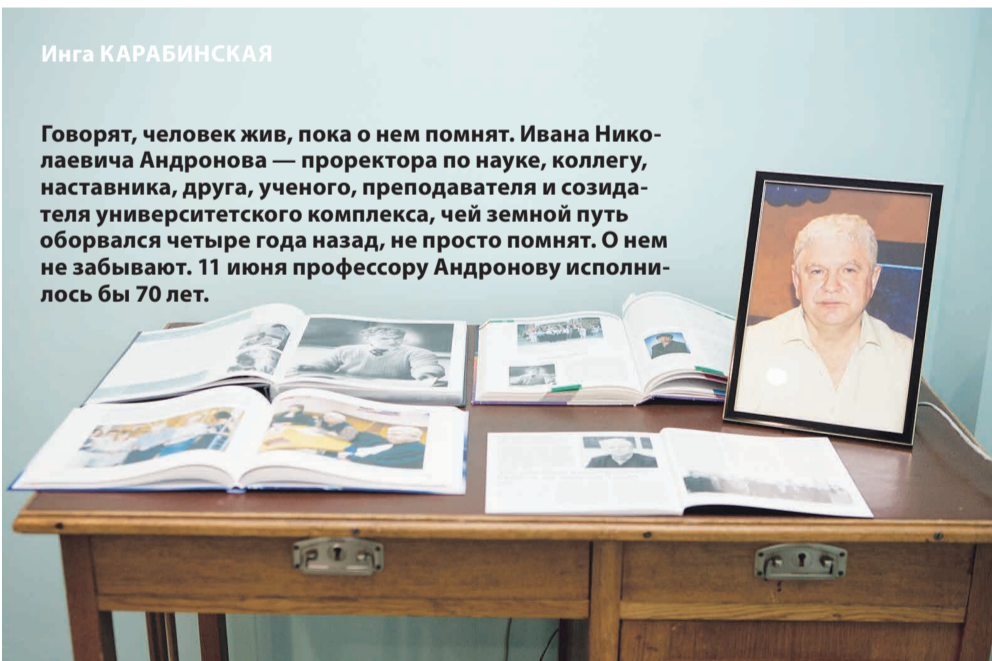 Инга КАРАБИНСКАЯ
Говорят, человек жив, пока о нем помнят. Ивана Нико-
лаевича Андронова — проректора по науке, коллегу,
наставника, друга, ученого, преподавателя и созида-
теля университетского комплекса, чей земной путь
оборвался четыре года назад, не просто помнят. О нем
не забывают. 11 июня профессору Андронову исполни-
лось бы 70 лет.